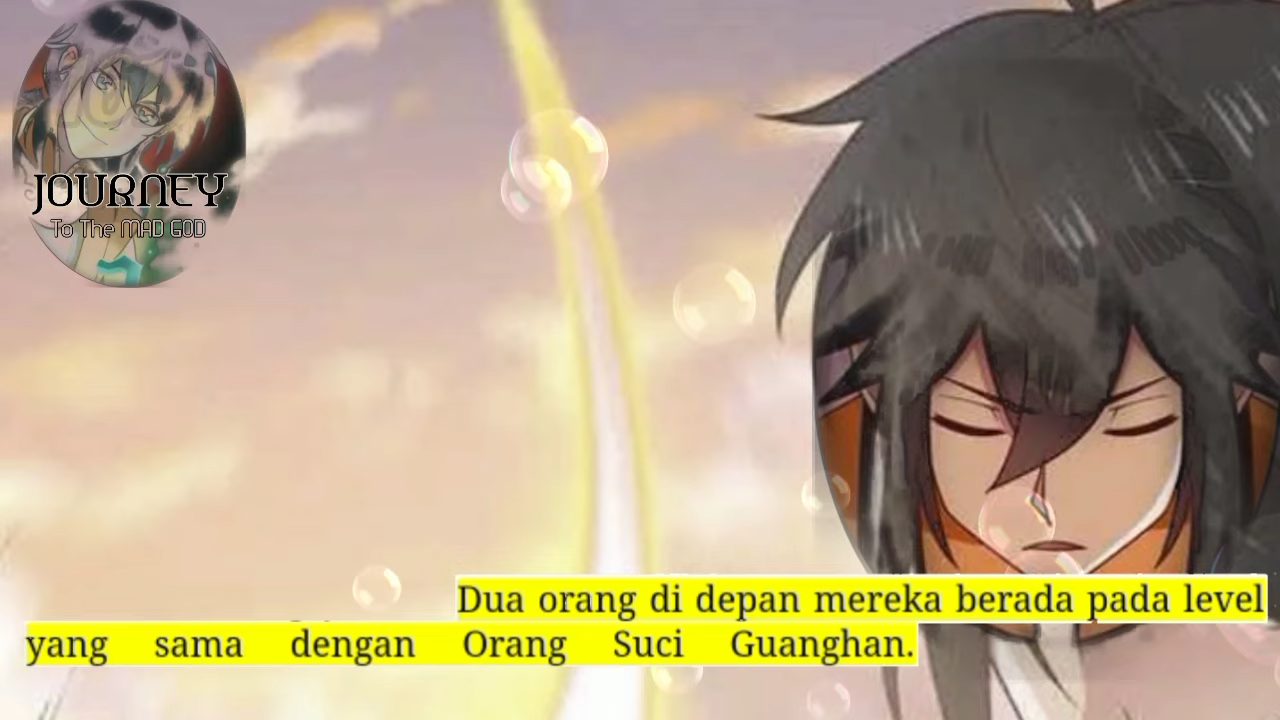 JOURNEY
To The MAD GOD
Dua orang di depan mereka berada pada level
yang sama dengan Orang Suci Guanghan.